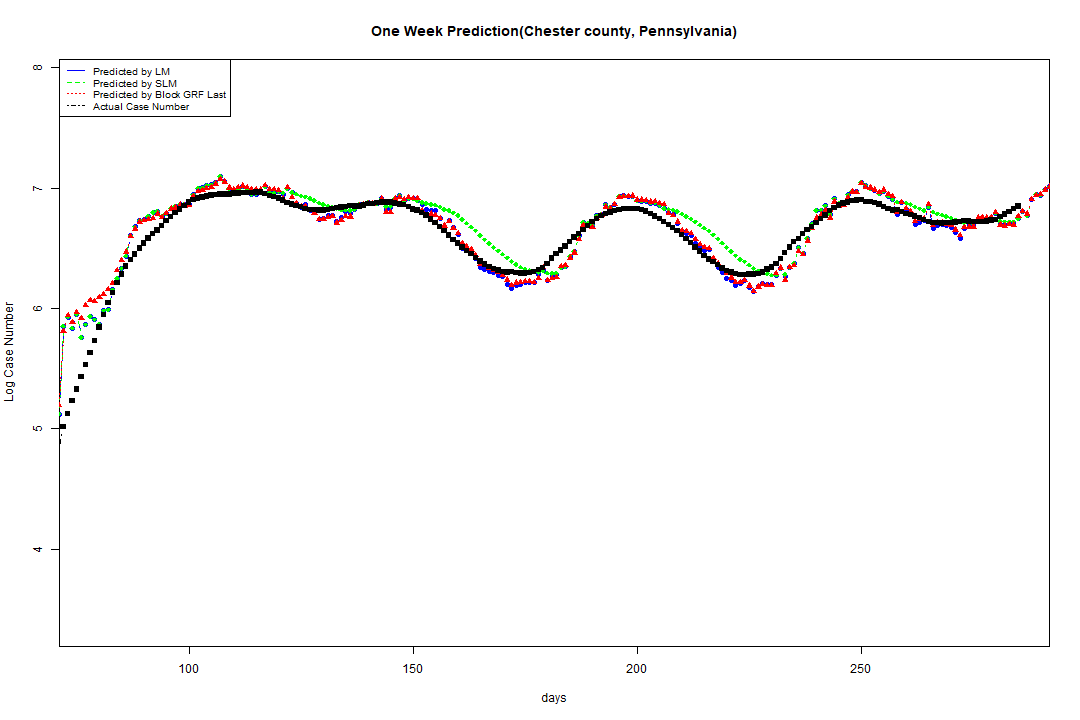 One Week Prediction(Chester county, Pennsylvania)
Predicted by LM
Predicted by SLM
Predicted by Block GRF Last
Actual Case Number
8
7
6
5
4
Log Case Number
100 150 200 250
days